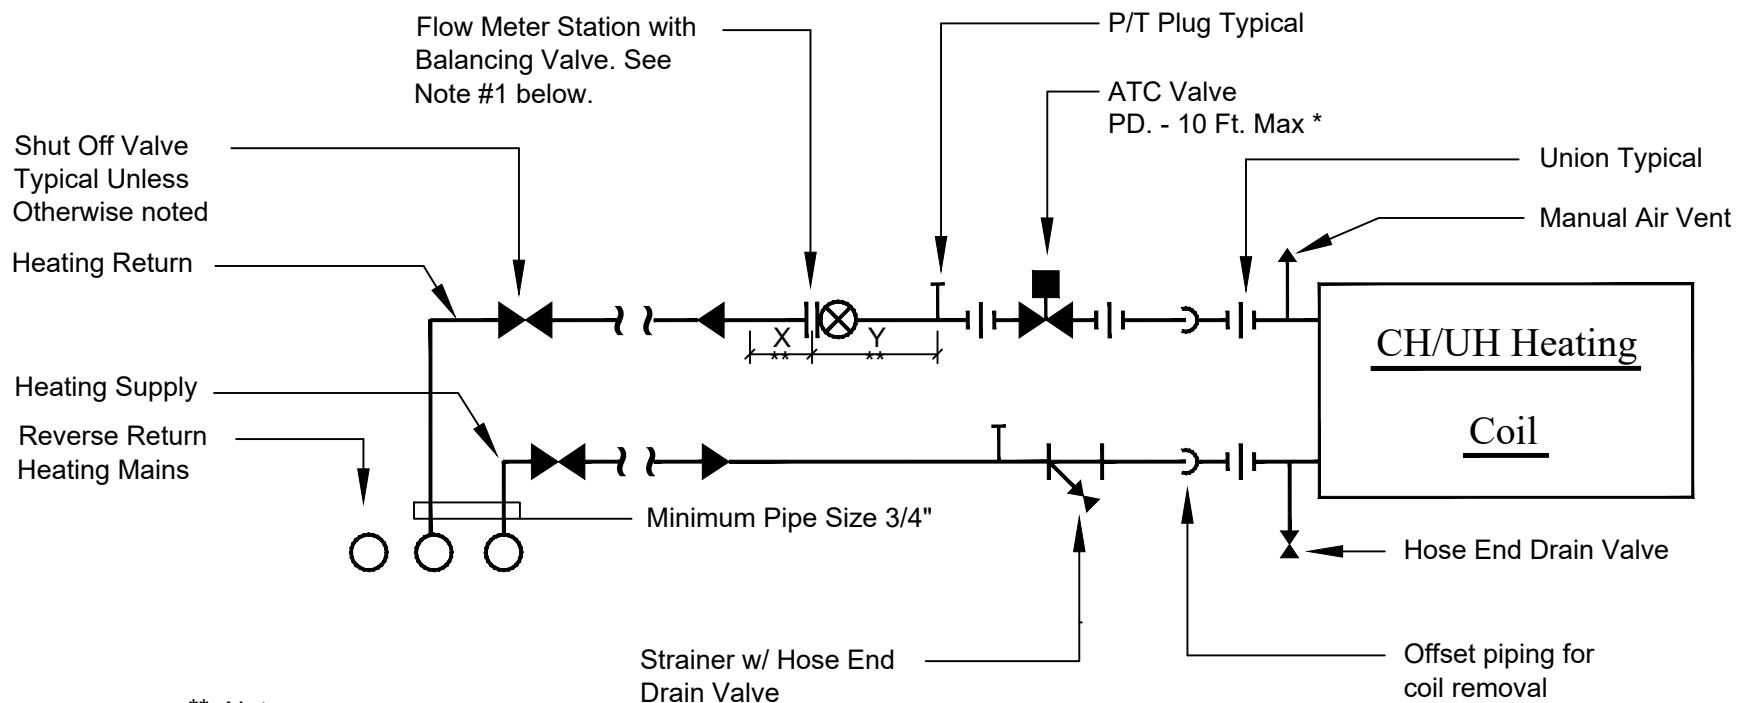 Flow Meter Station with
Balancing Valve. See
Note #1 below.
P/T Plug Typical
ATC Valve
PD. - 10 Ft. Max *
Shut Off Valve
Typical Unless
Otherwise noted
Union Typical
Manual Air Vent
Heating Return
X
**
Y
**
CH/UH Heating
Coil
Heating Supply
Reverse Return
Heating Mains
Minimum Pipe Size 3/4"
Hose End Drain Valve
Strainer w/ Hose End
Drain Valve
Offset piping for
coil removal